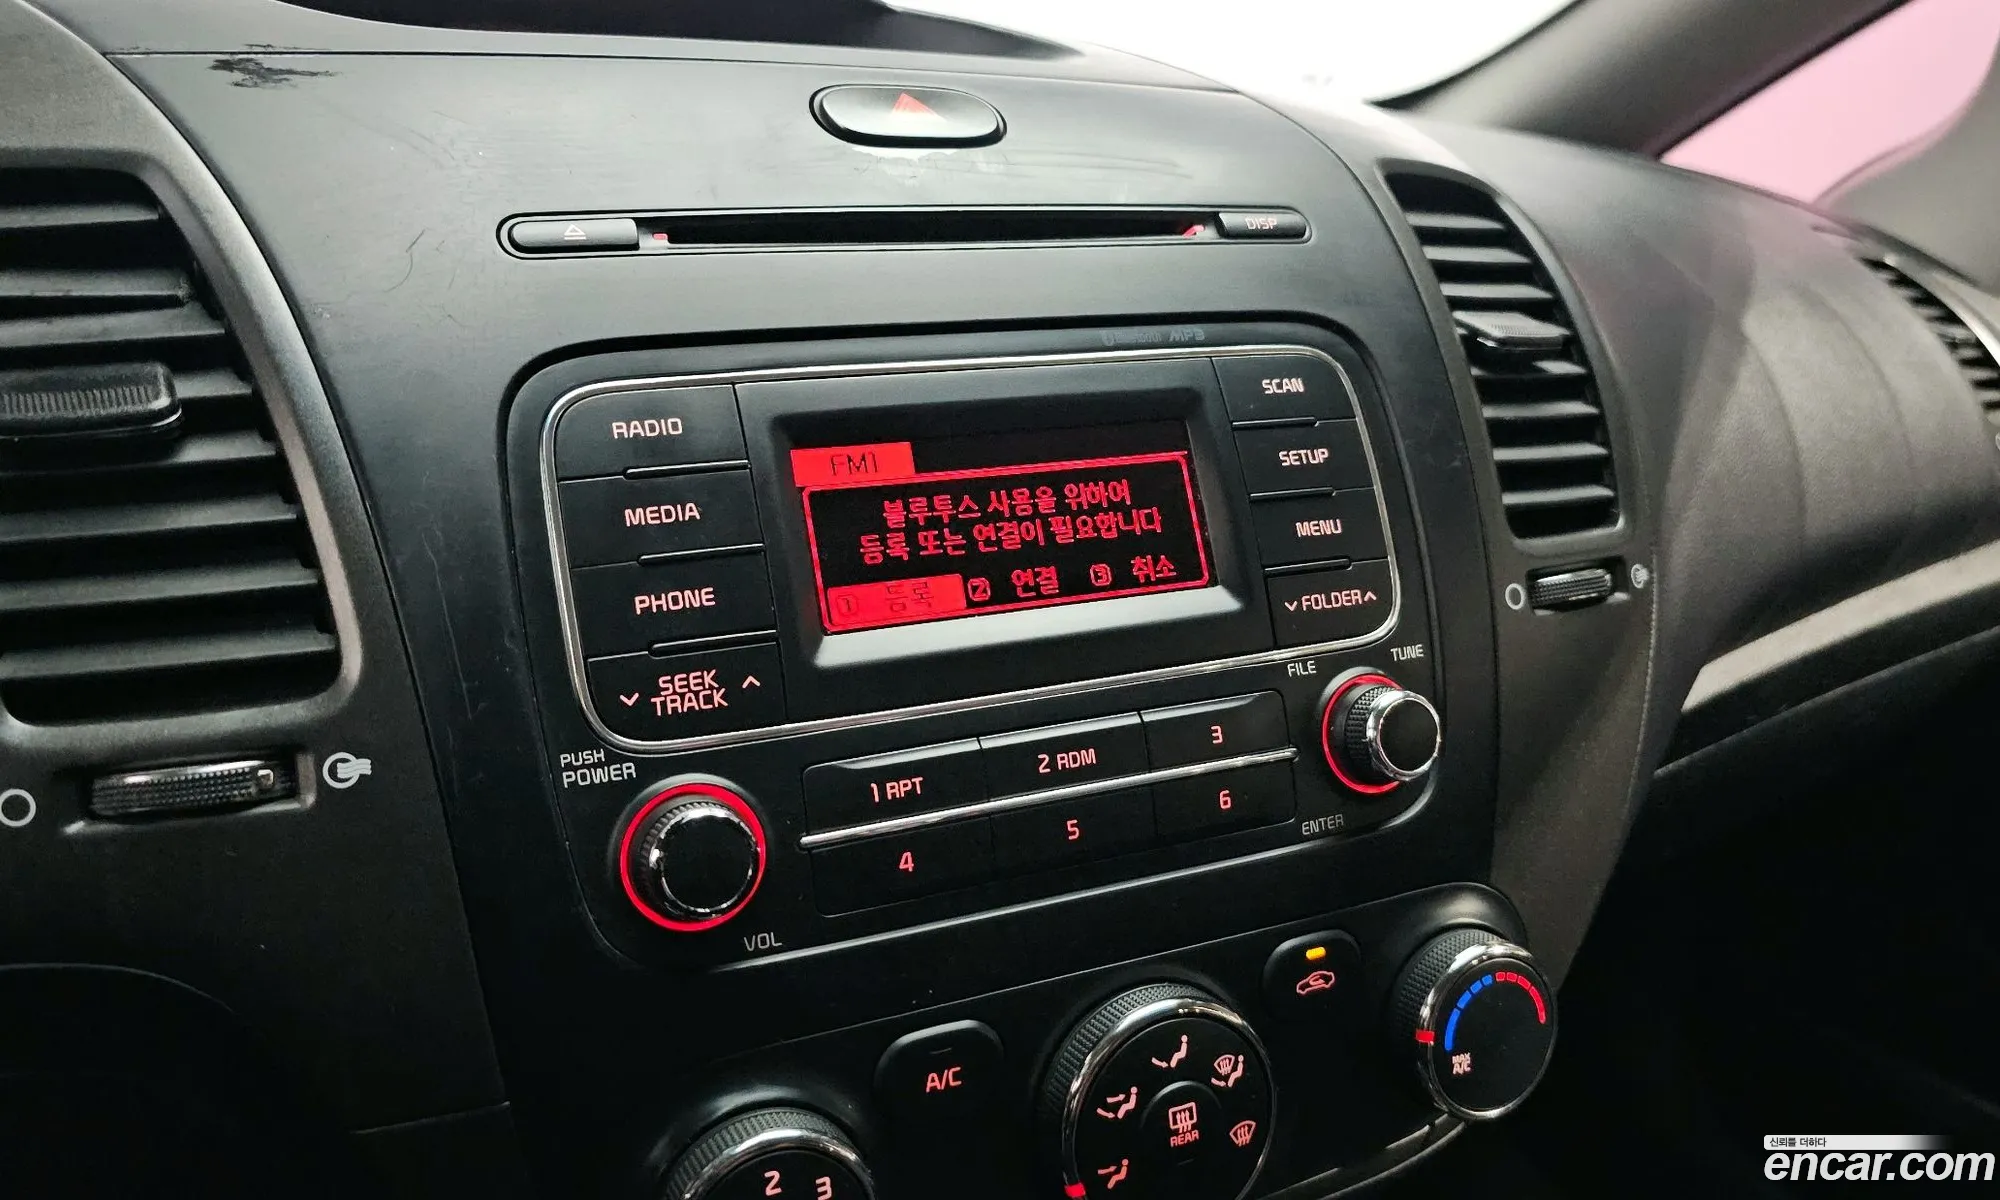 DISP
Bluetooth MP3
RADIO
MEDIA
PHONE
SEEK
TRACK
FM1
블루투스 사용을 위하여
등록 또는 연결이 필요합니다
1 등록 2 연결 3 취소
SCAN
SETUP
MENU
FOLDER
FILE
TUNE
PUSH
POWER
VOL
1 RPT
2 RDM
3
4
5
6
ENTER
A/C
REAR
MAX
A/C
2 3
신뢰를 더하다
encar.com